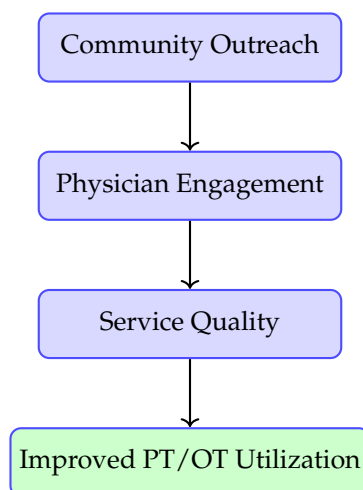 Community Outreach
Physician Engagement
Service Quality
Improved PT/OT Utilization